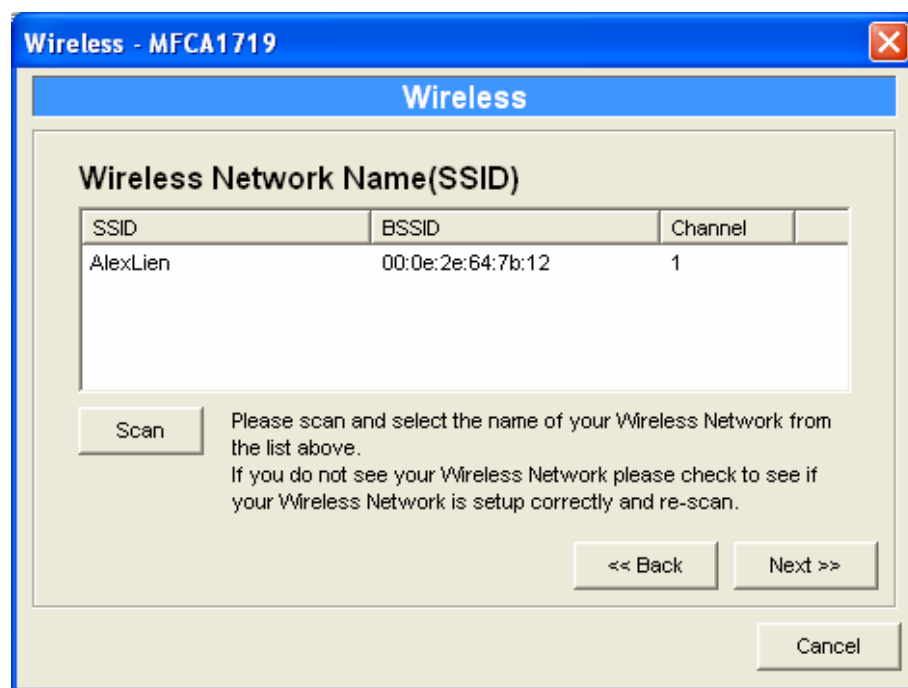 Wireless - MFCA1719
Wireless
Wireless Network Name(SSID)
SSID BSSID Channel
AlexLien 00:0e:2e:64:7b:12 1
Scan
Please scan and select the name of your Wireless Network from
the list above.
If you do not see your Wireless Network please check to see if
your Wireless Network is setup correctly and re-scan.
<< Back Next >>
Cancel